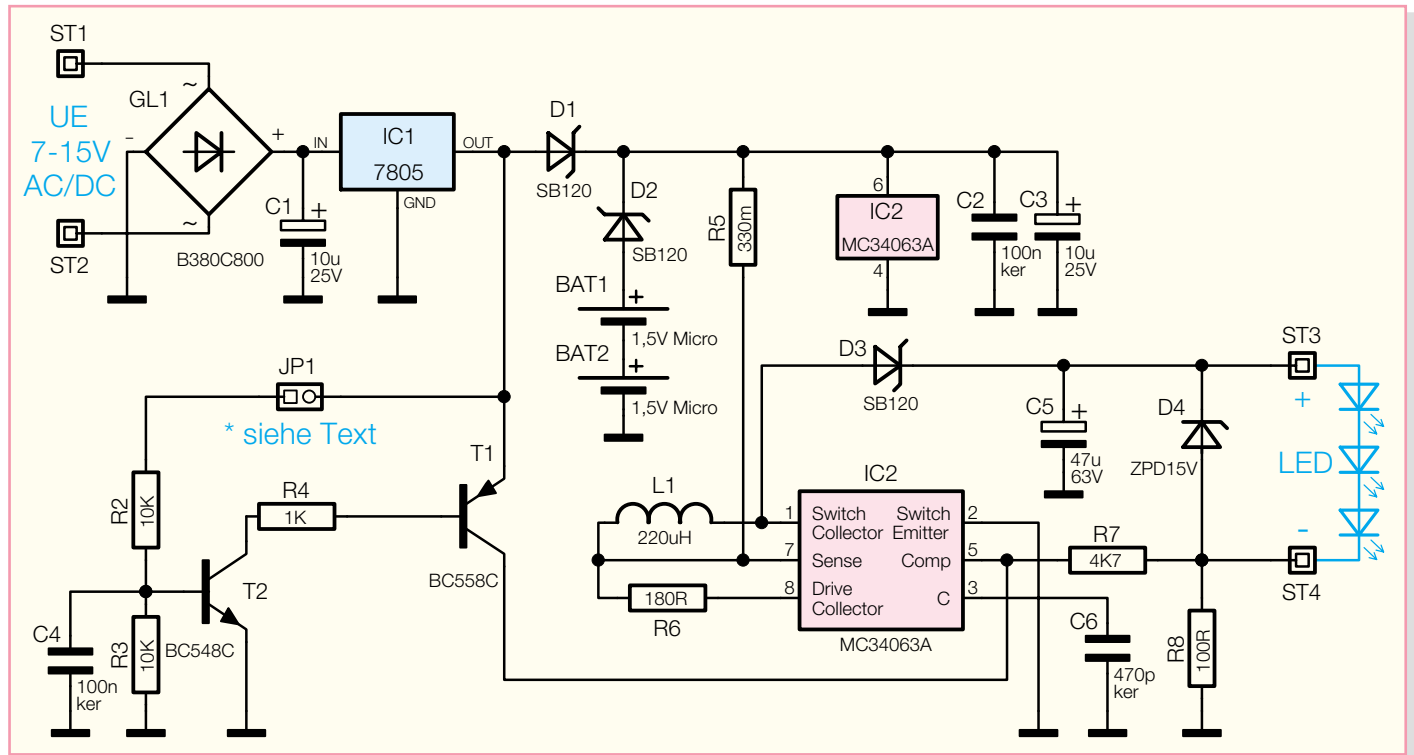 ST1
UE
7-15V
AC/DC
ST2
GL1
~
~
-
+
B380C800
C1
+
10u
25V
IN
IC1
7805
OUT
GND
D1
SB120
D2
SB120
BAT1
+
1,5V Micro
BAT2
+
1,5V Micro
R5
330m
6
IC2
MC34063A
4
C2
100n
ker
C3
+
10u
25V
JP1
* siehe Text
R2
10K
R4
1K
T1
BC558C
T2
BC548C
C4
100n
ker
R3
10K
D3
SB120
C5
+
47u
63V
D4
ZPD15V
ST3
+
LED
-
ST4
L1
220uH
180R
R6
IC2
1
Switch
Collector
Switch
Emitter
2
7
Sense
Comp
5
8
Drive
Collector
C
3
MC34063A
R7
4K7
C6
470p
ker
R8
100R